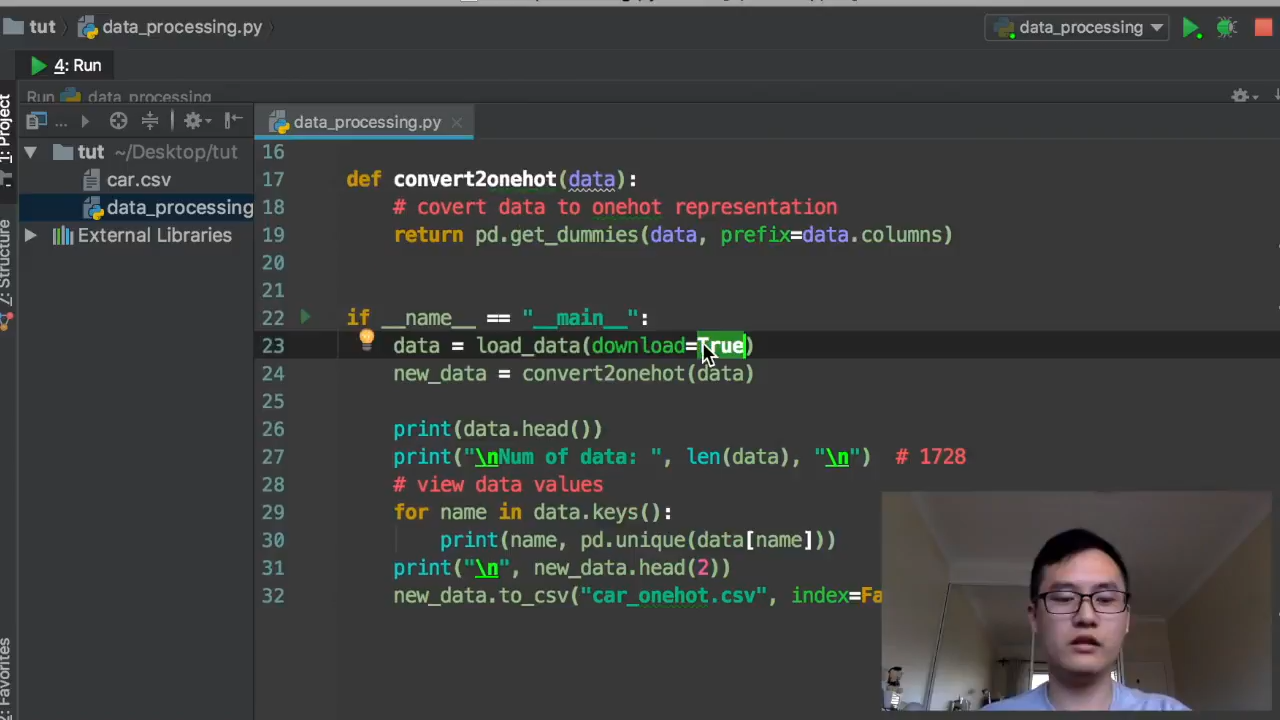 tut data_processing.py data_processing
4: Run
Run data_processing
1: Project
... data_processing.py
tut ~/Desktop/tut
car.csv
data_processing
External Libraries
7: Structure
2: Favorites
16
17 def convert2onehot(data):
18 # covert data to onehot representation
19 return pd.get_dummies(data, prefix=data.columns)
20
21
22 if __name__ == "__main__":
23 data = load_data(download=True)
24 new_data = convert2onehot(data)
25
26 print(data.head())
27 print("\nNum of data: ", len(data), "\n") # 1728
28 # view data values
29 for name in data.keys():
30 print(name, pd.unique(data[name]))
31 print("\n", new_data.head(2))
32 new_data.to_csv("car_onehot.csv", index=Fa